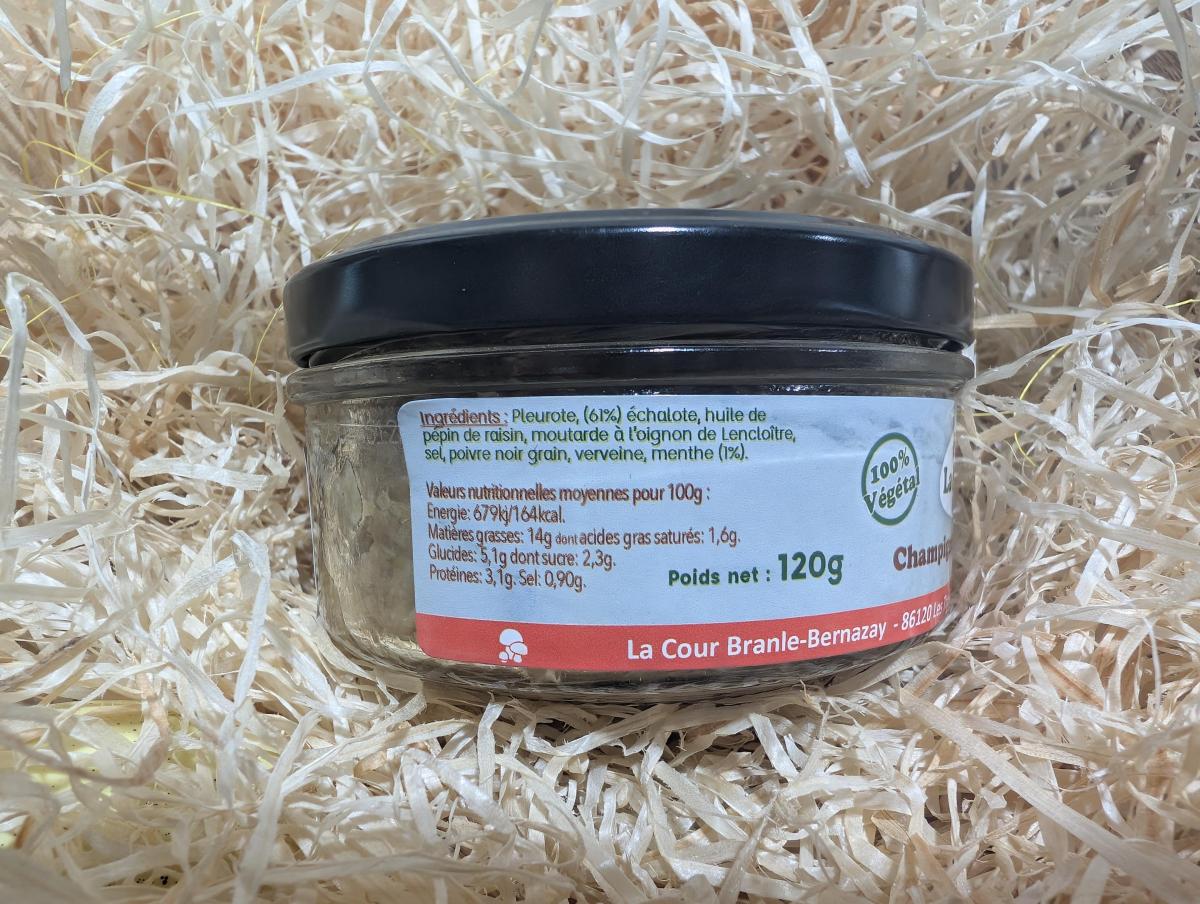 Ingrédients : Pleurote, (61%) échalote, huile de
pépin de raisin, moutarde à l'oignon de Lencloître,
sel, poivre noir grain, verveine, menthe (1%).
Valeurs nutritionnelles moyennes pour 100g :
Energie: 679kj/164kcal.
Matières grasses: 14g dont acides gras saturés: 1,6g.
Glucides: 5,1g dont sucre: 2,3g.
Protéines: 3,1g. Sel: 0,90g.
Poids net : 120g
100%
Végétal
La Cour Branle-Bernazay - 86120 Les